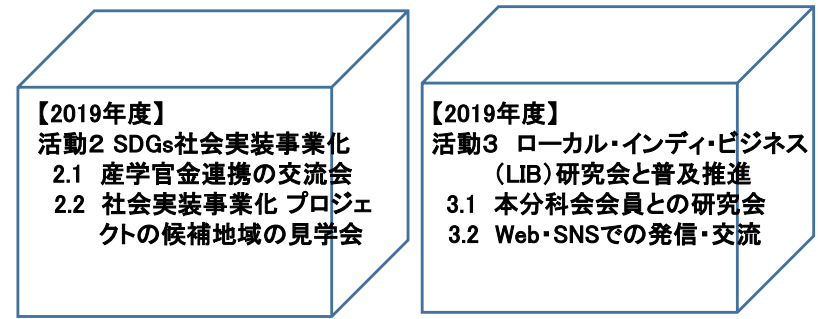 【2019年度】
活動２ SDGs社会実装事業化
2.1 産学官金連携の交流会
2.2 社会実装事業化 プロジェ
クトの候補地域の見学会
【2019年度】
活動３ ローカル・インディ・ビジネス
（LIB）研究会と普及推進
3.1 本分科会会員との研究会
3.2 Web・SNSでの発信・交流